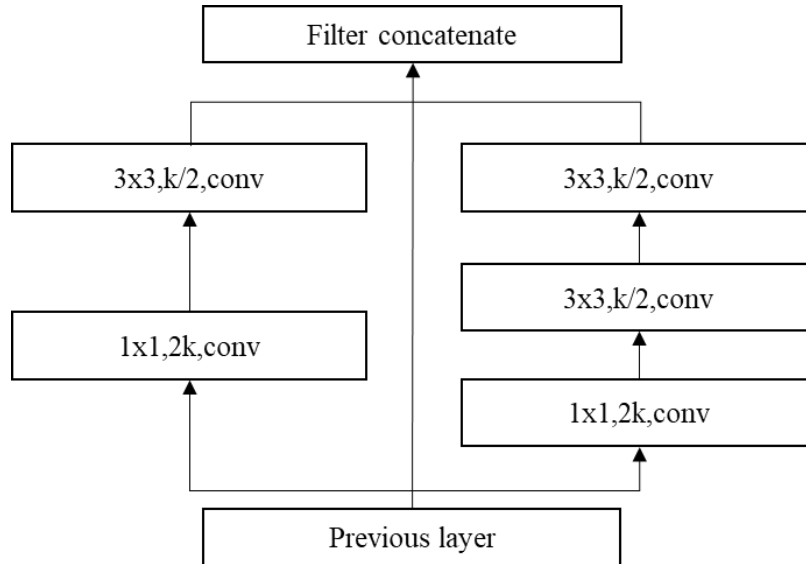 Filter concatenate
3x3,k/2,conv
3x3,k/2,conv
3x3,k/2,conv
1x1,2k,conv
1x1,2k,conv
Previous layer